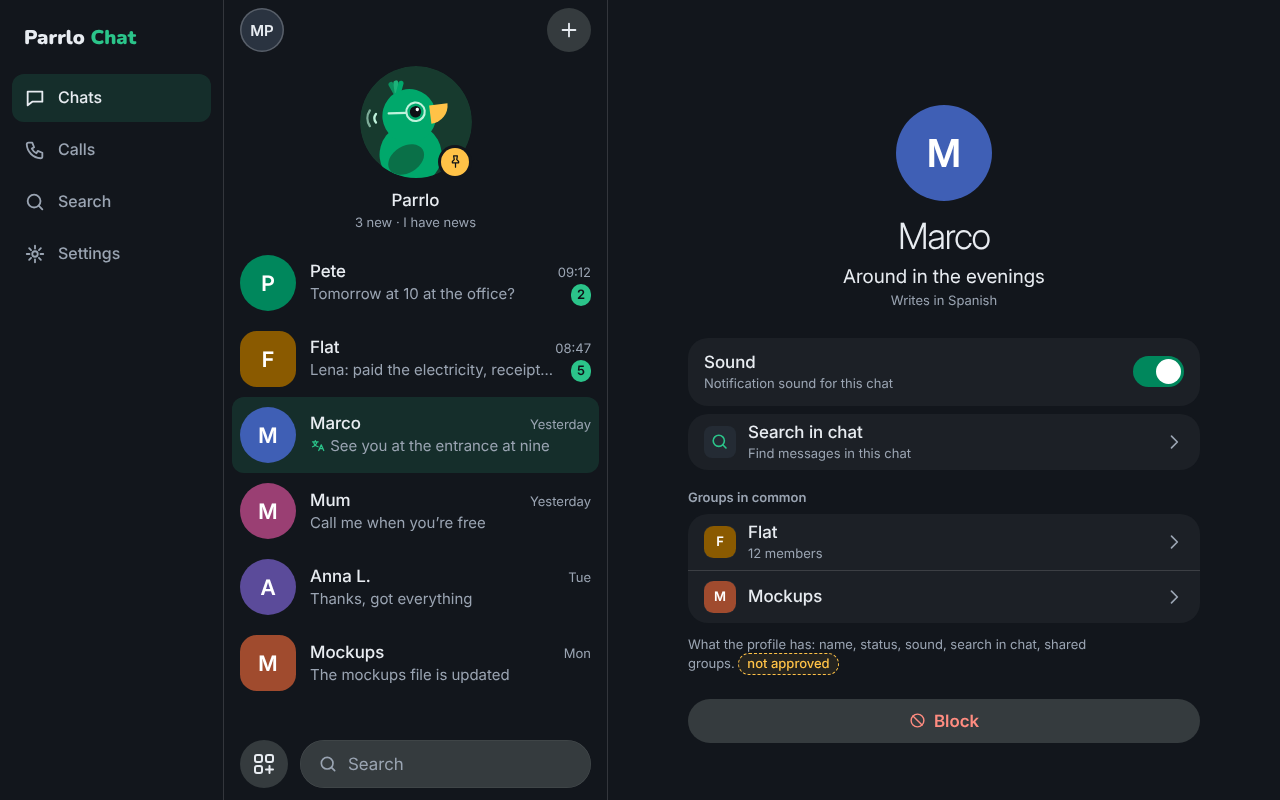 Parrlo Chat
Chats
Calls
Search
Settings
MP
Parrlo
3 new · I have news
P
Pete
09:12
Tomorrow at 10 at the office?
2
F
Flat
08:47
Lena: paid the electricity, receipt…
5
M
Marco
Yesterday
See you at the entrance at nine
M
Mum
Yesterday
Call me when you’re free
A
Anna L.
Tue
Thanks, got everything
M
Mockups
Mon
The mockups file is updated
Search
M
Marco
Around in the evenings
Writes in Spanish
Sound
Notification sound for this chat
Search in chat
Find messages in this chat
Groups in common
F
Flat
12 members
M
Mockups
What the profile has: name, status, sound, search in chat, shared
groups. not approved
Block